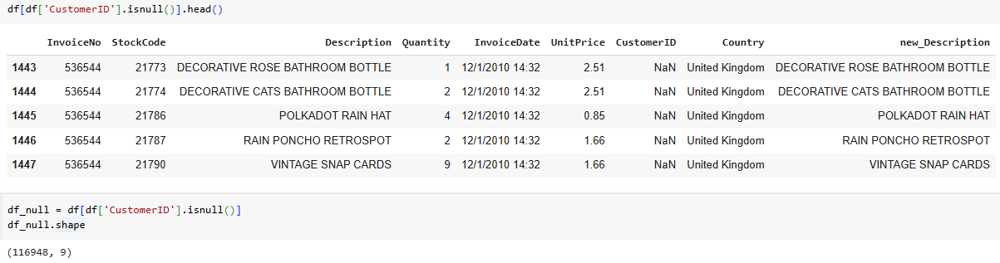 df[df['CustomerID'].isnull()].head()
InvoiceNo StockCode Description Quantity InvoiceDate UnitPrice CustomerID Country new_Description
1443 536544 21773 DECORATIVE ROSE BATHROOM BOTTLE 1 12/1/2010 14:32 2.51 NaN United Kingdom DECORATIVE ROSE BATHROOM BOTTLE
1444 536544 21774 DECORATIVE CATS BATHROOM BOTTLE 2 12/1/2010 14:32 2.51 NaN United Kingdom DECORATIVE CATS BATHROOM BOTTLE
1445 536544 21786 POLKADOT RAIN HAT 4 12/1/2010 14:32 0.85 NaN United Kingdom POLKADOT RAIN HAT
1446 536544 21787 RAIN PONCHO RETROSPOT 2 12/1/2010 14:32 1.66 NaN United Kingdom RAIN PONCHO RETROSPOT
1447 536544 21790 VINTAGE SNAP CARDS 9 12/1/2010 14:32 1.66 NaN United Kingdom VINTAGE SNAP CARDS
df_null = df[df['CustomerID'].isnull()]
df_null.shape
(116948, 9)